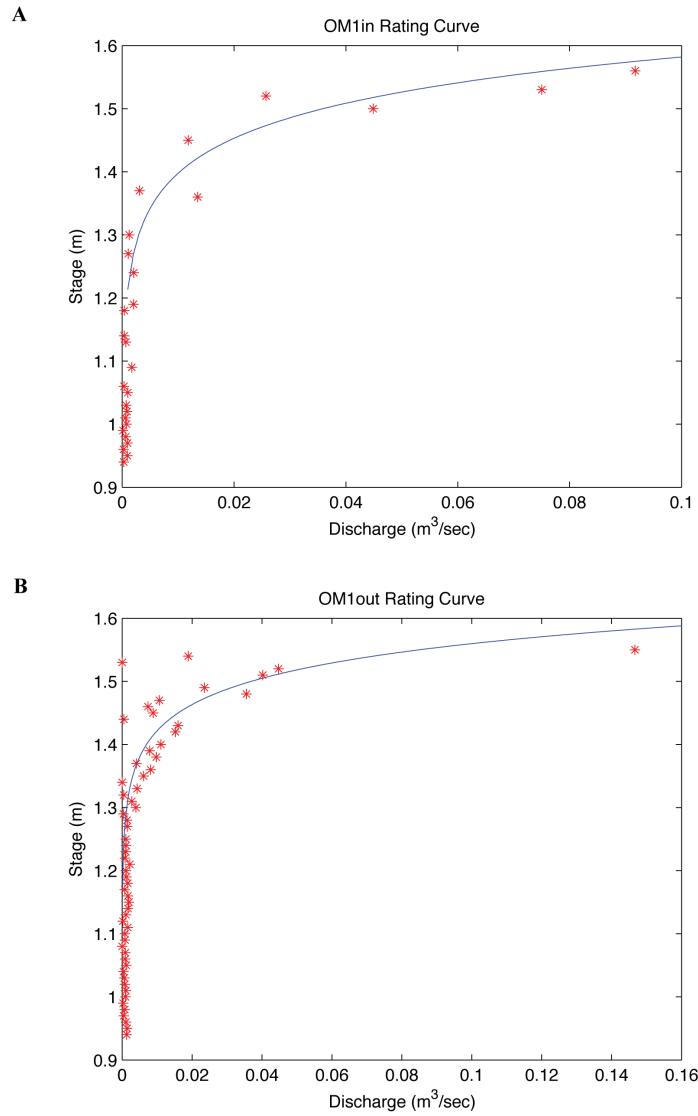 A
OM1in Rating Curve
1.6
1.5
1.4
1.3
1.2
1.1
1
0.9
Stage (m)
0 0.02 0.04 0.06 0.08 0.1
Discharge (m³/sec)
B
OM1out Rating Curve
1.6
1.5
1.4
1.3
1.2
1.1
1
0.9
Stage (m)
0 0.02 0.04 0.06 0.08 0.1 0.12 0.14 0.16
Discharge (m³/sec)